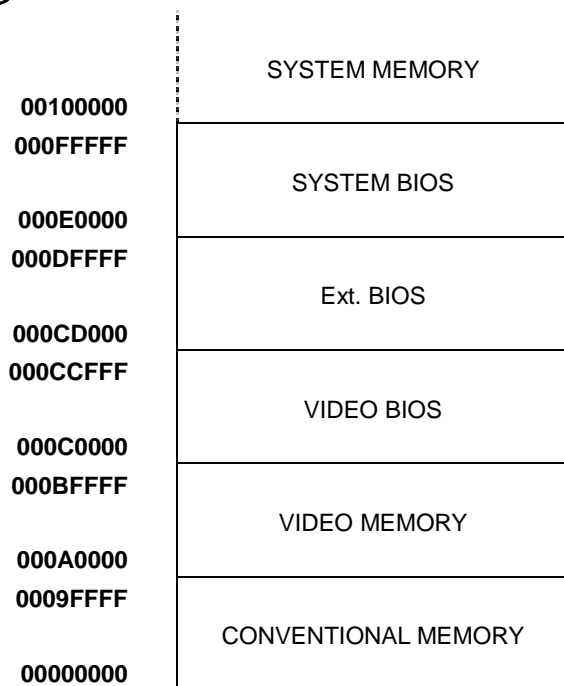 SYSTEM MEMORY
00100000
000FFFFF
SYSTEM BIOS
000E0000
000DFFFF
Ext. BIOS
000CD000
000CCFFF
VIDEO BIOS
000C0000
000BFFFF
VIDEO MEMORY
000A0000
0009FFFF
CONVENTIONAL MEMORY
00000000